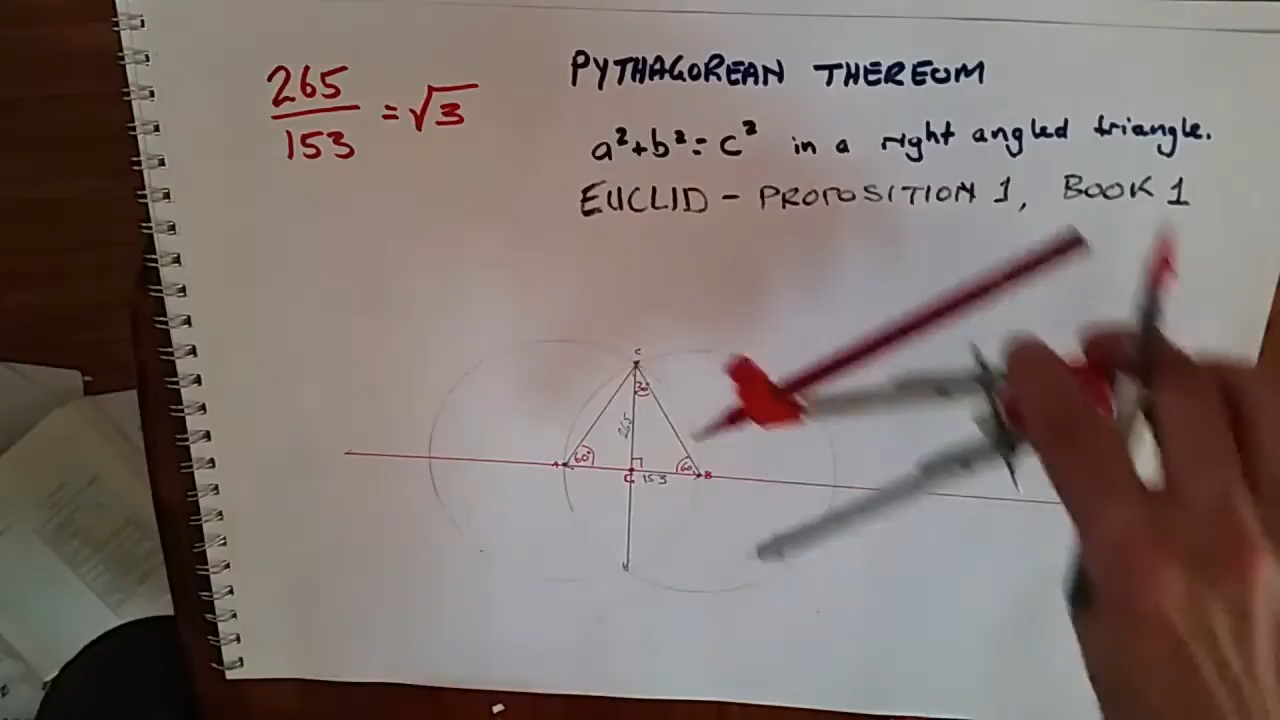 265
153
=√3
PYTHAGOREAN THEREUM
a²+b²=c² in a right angled triangle.
EUCLID - PROPOSITION 1, BOOK 1
C
30°
265
A
60°
60
B
C
153